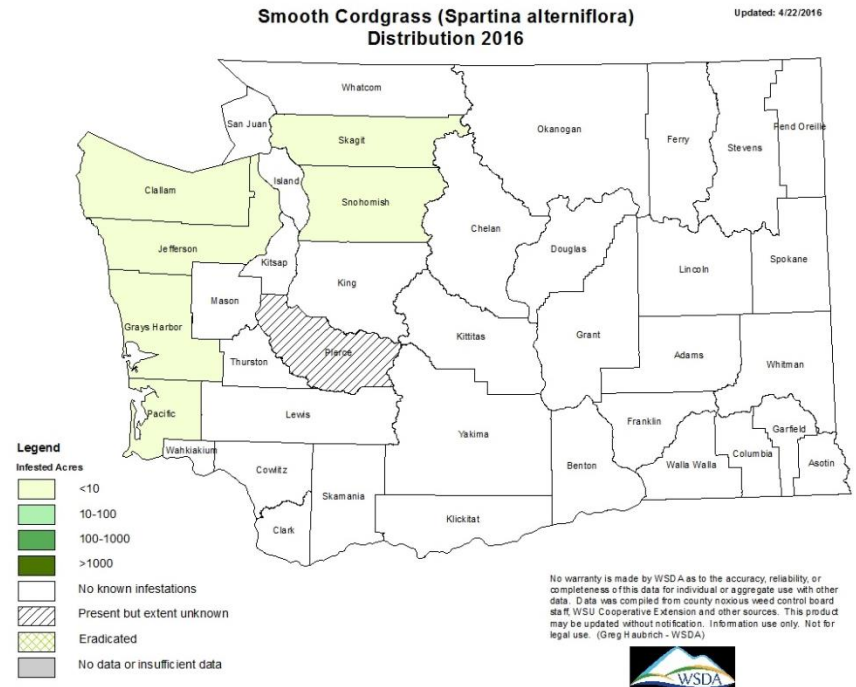 Smooth Cordgrass (Spartina alterniflora)
Distribution 2016
Updated: 4/22/2016
Whatcom
San Juan
Skagit
Okanogan
Ferry
Stevens
Pend Oreille
Island
Clallam
Snohomish
Chelan
Jefferson
Douglas
Kitsap
Lincoln
Spokane
King
Mason
Grays Harbor
Kittitas
Grant
Thurston
Pierce
Adams
Whitman
Pacific
Lewis
Yakima
Franklin
Garfield
Wahkiakum
Cowlitz
Benton
Walla Walla
Columbia
Asotin
Skamania
Clark
Klickitat
Legend
Infested Acres
<10
10-100
100-1000
>1000
No known infestations
Present but extent unknown
Eradicated
No data or insufficient data
No warranty is made by WSDA as to the accuracy, reliability, or
completeness of this data for individual or aggregate use with other
data. Data was compiled from county noxious weed control board
staff, WSU Cooperative Extension and other sources. This product
may be updated without notification. Information use only. Not for
legal use. (Greg Haubrich - WSDA)
WSDA